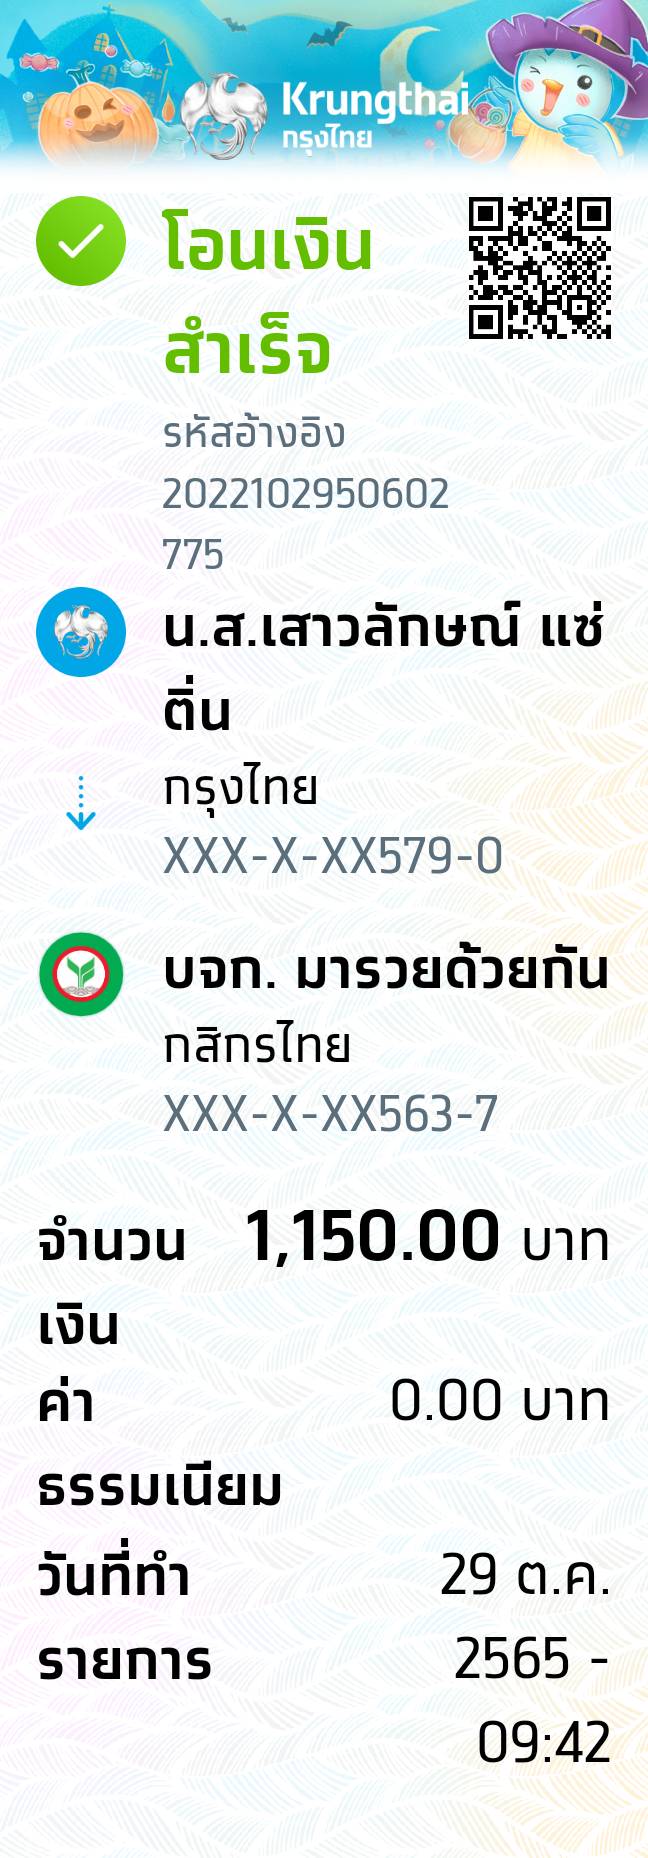 Krungthai
กรุงไทย
โอนเงิน
สำเร็จ
รหัสอ้างอิง
2022102950602
775
น.ส.เสาวลักษณ์ แซ่
ติ่น
กรุงไทย
XXX-X-XX579-0
บจก. มารวยด้วยกัน
กสิกรไทย
XXX-X-XX563-7
จำนวน 1,150.00 บาท
เงิน
ค่า 0.00 บาท
ธรรมเนียม
วันที่ทำ 29 ต.ค.
รายการ 2565 -
09:42